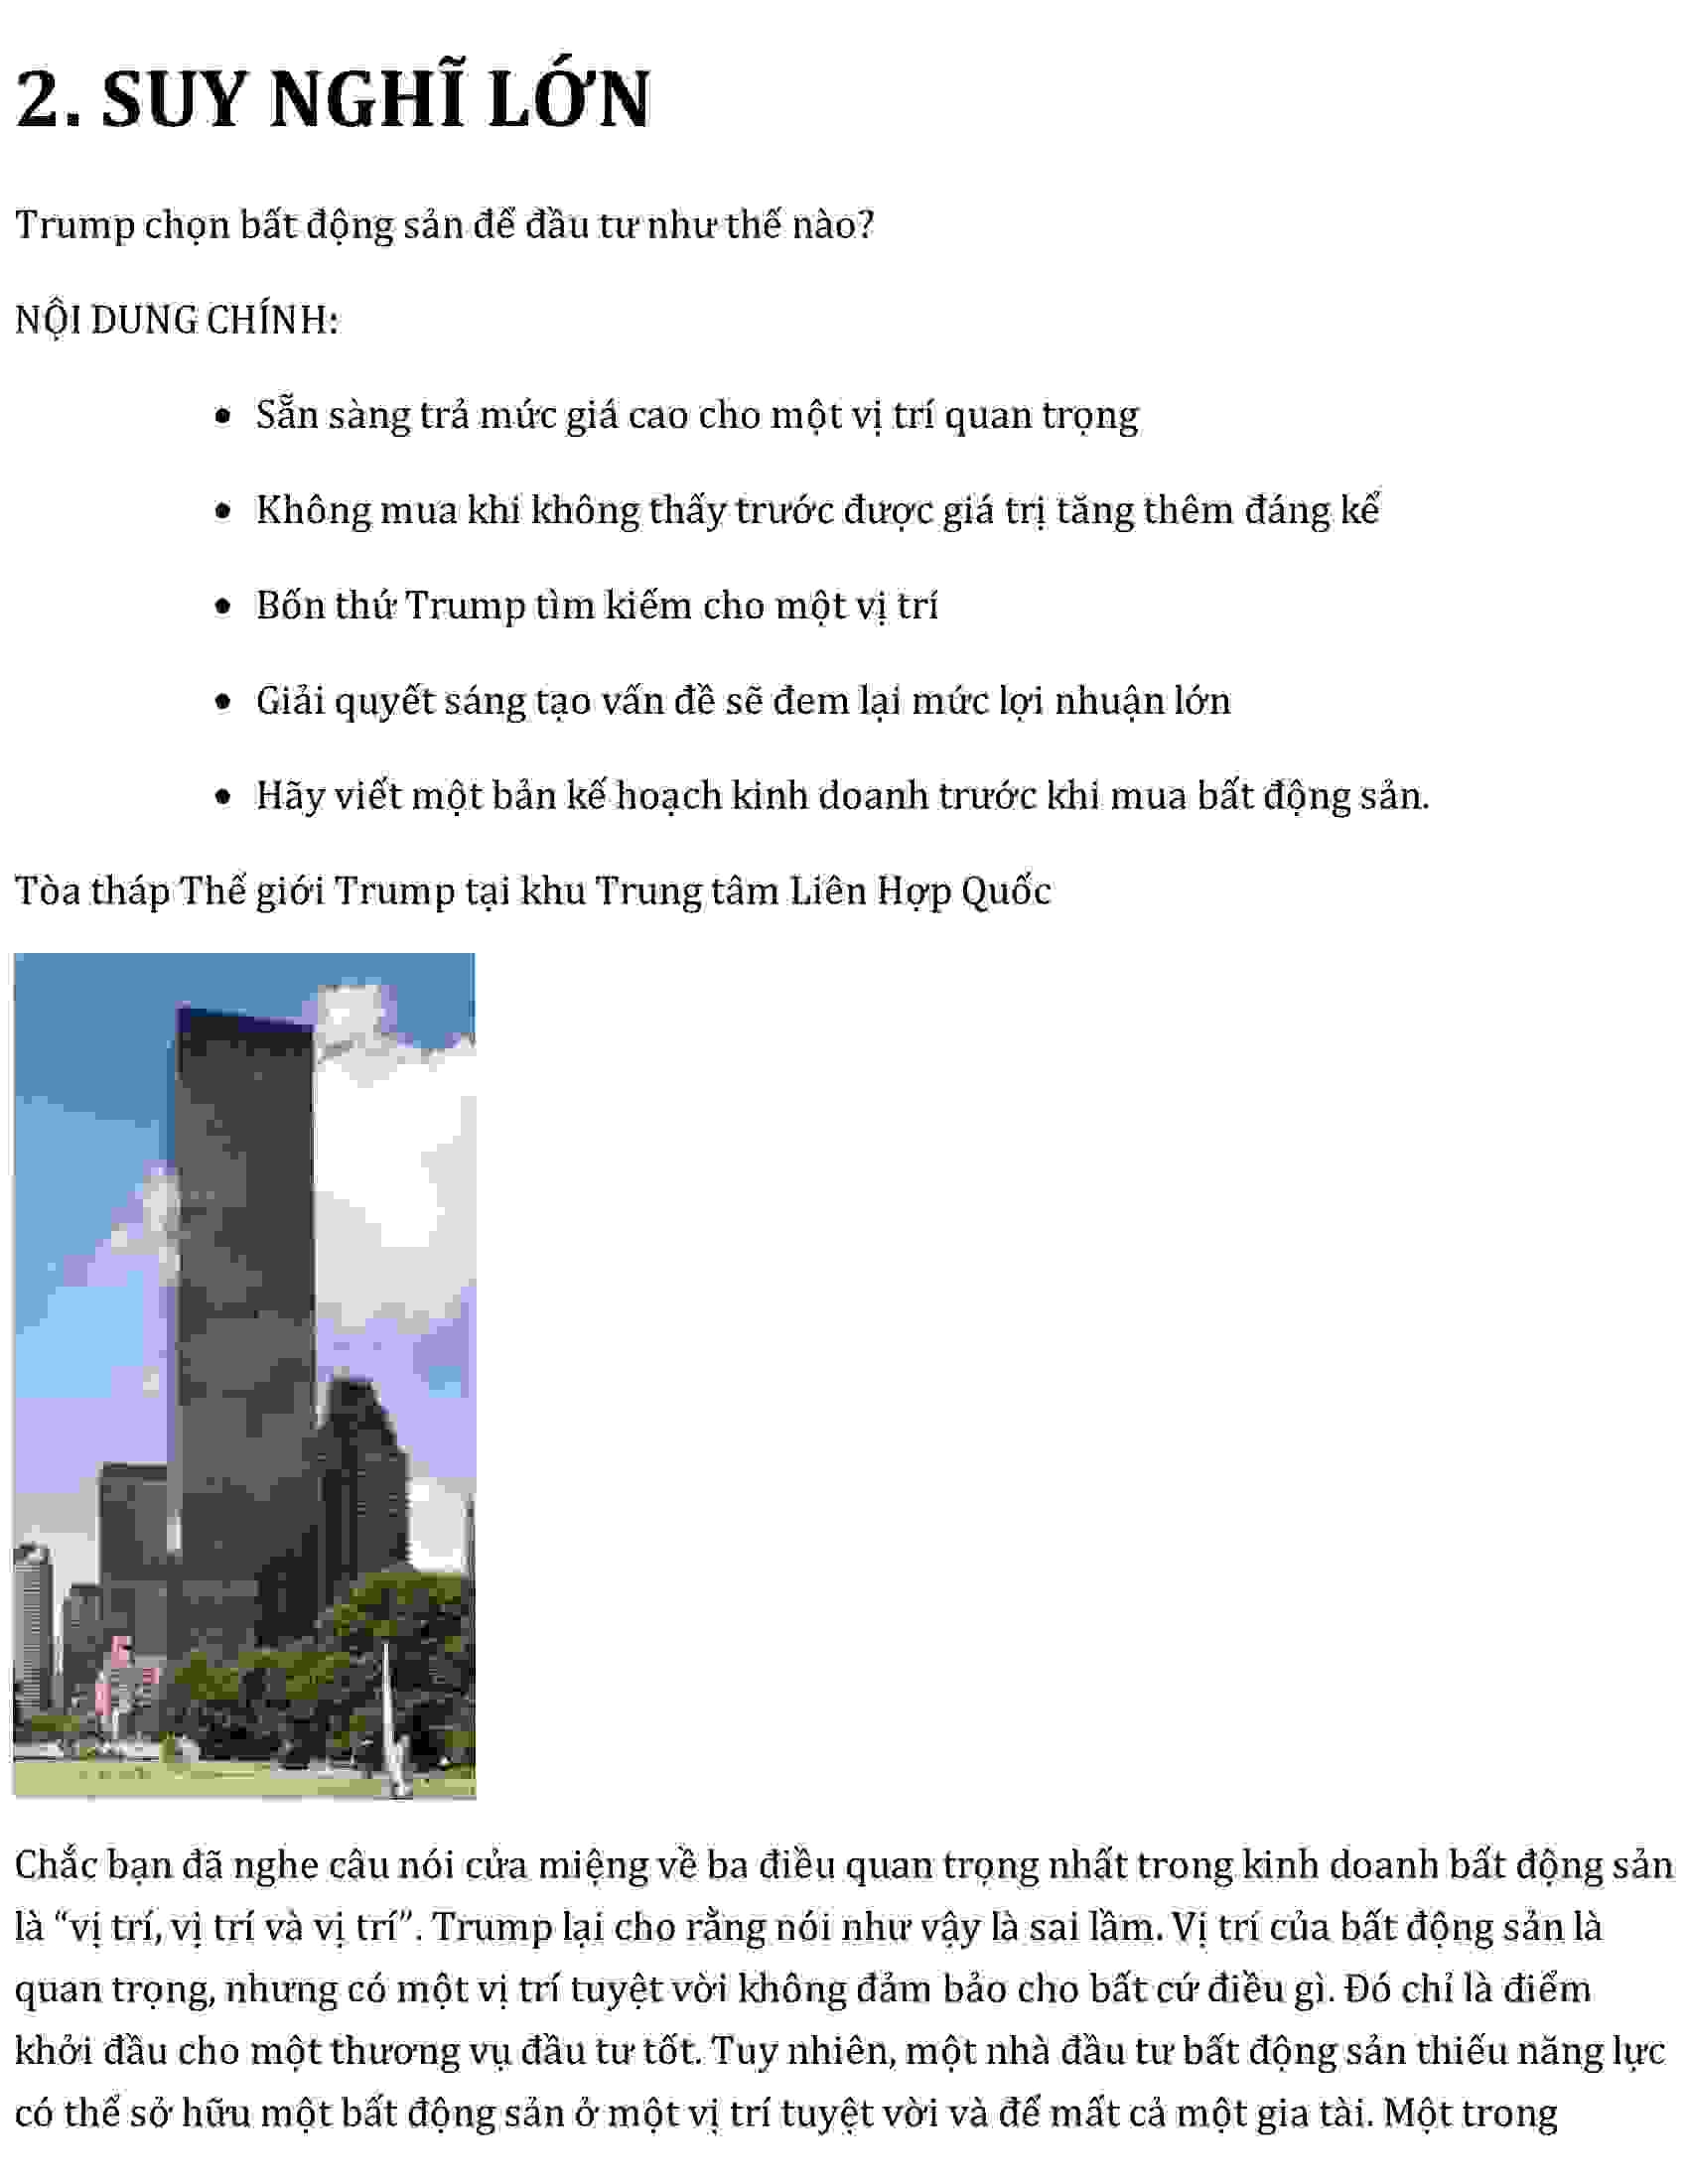 2. SUY NGHĨ LỚN
Trump chọn bất động sản để đầu tư như thế nào?
NỘI DUNG CHÍNH:
• Sẵn sàng trả mức giá cao cho một vị trí quan trọng
• Không mua khi không thấy trước được giá trị tăng thêm đáng kể
• Bốn thứ Trump tìm kiếm cho một vị trí
• Giải quyết sáng tạo vấn đề sẽ đem lại mức lợi nhuận lớn
• Hãy viết một bản kế hoạch kinh doanh trước khi mua bất động sản.
Tòa tháp Thế giới Trump tại khu Trung tâm Liên Hợp Quốc
Chắc bạn đã nghe câu nói cửa miệng về ba điều quan trọng nhất trong kinh doanh bất động sản
là “vị trí, vị trí và vị trí”. Trump lại cho rằng nói như vậy là sai lầm. Vị trí của bất động sản là
quan trọng, nhưng có một vị trí tuyệt vời không đảm bảo cho bất cứ điều gì. Đó chỉ là điểm
khởi đầu cho một thương vụ đầu tư tốt. Tuy nhiên, một nhà đầu tư bất động sản thiếu năng lực
có thể sở hữu một bất động sản ở một vị trí tuyệt vời và để mất cả một gia tài. Một trong